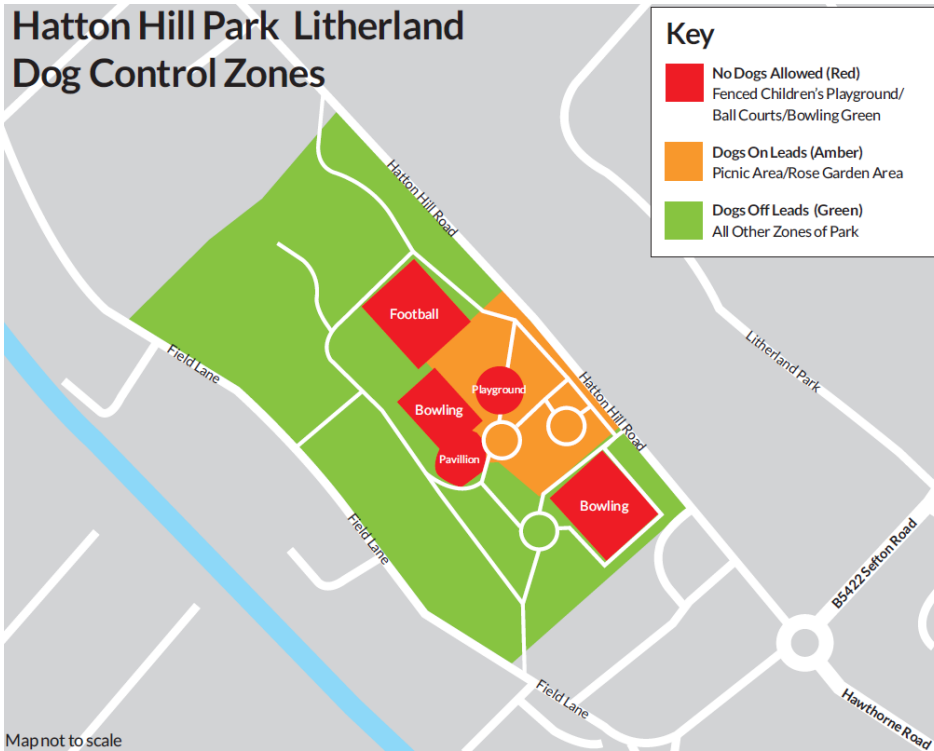 Hatton Hill Park Litherland
Dog Control Zones
Key
No Dogs Allowed (Red)
Fenced Children's Playground/
Ball Courts/Bowling Green
Dogs On Leads (Amber)
Picnic Area/Rose Garden Area
Dogs Off Leads (Green)
All Other Zones of Park
Hatton Hill Road
Football
Field Lane
Litherland Park
Playground
Hatton Hill Road
Bowling
Pavillion
Bowling
Field Lane
B5422 Sefton Road
Field Lane
Hawthorne Road
Map not to scale